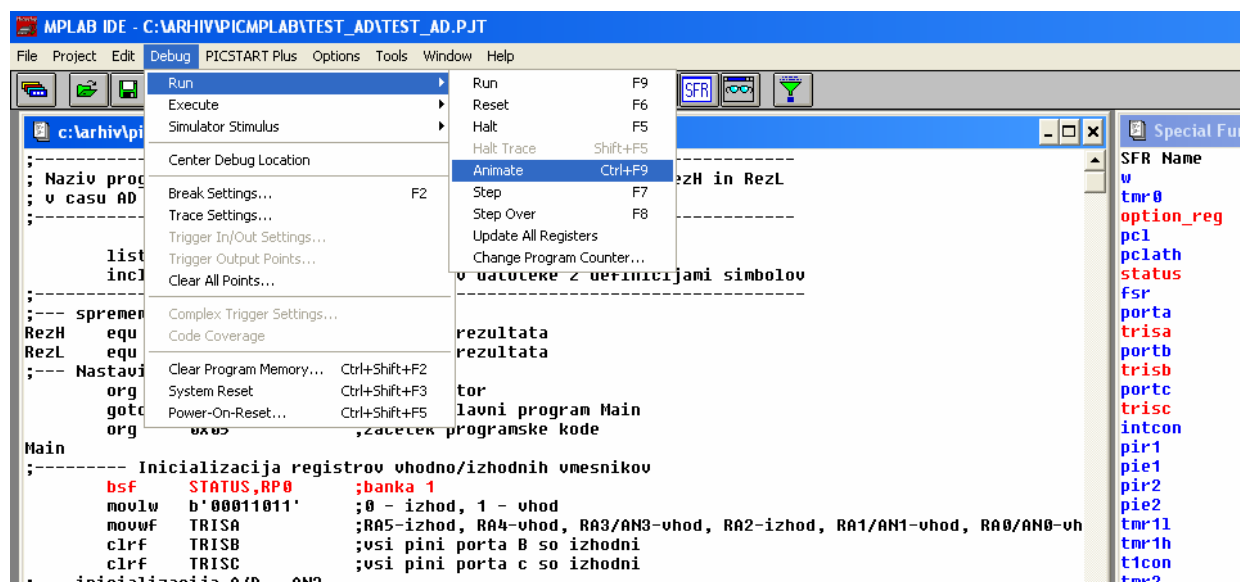 MPLAB IDE - C:\ARHIV\PICMPLAB\TEST_AD\TEST_AD.PJT
File Project Edit Debug PICSTART Plus Options Tools Window Help
SFR
Run
Execute
Simulator Stimulus
Center Debug Location
Break Settings... F2
Trace Settings...
Trigger In/Out Settings...
Trigger Output Points...
Clear All Points...
Complex Trigger Settings...
Code Coverage
Clear Program Memory... Ctrl+Shift+F2
System Reset Ctrl+Shift+F3
Power-On-Reset... Ctrl+Shift+F5
Run F9
Reset F6
Halt F5
Halt Trace Shift+F5
Animate Ctrl+F9
Step F7
Step Over F8
Update All Registers
Change Program Counter...
c:\arhiv\pi
; Naziv prog ezH in RezL
; v casu AD
list
incl v datoteke z definicijami simbolov
;--- spremen
RezH equ rezultata
RezL equ rezultata
;--- Nastavi
org tor
goto lavni program Main
org 0x05 ;zacetek programske kode
Main
;--------- Inicializacija registrov vhodno/izhodnih vmesnikov
bsf STATUS,RP0 ;banka 1
movlw b'00011011' ;0 - izhod, 1 - vhod
movwf TRISA ;RA5-izhod, RA4-vhod, RA3/AN3-vhod, RA2-izhod, RA1/AN1-vhod, RA0/AN0-vh
clrf TRISB ;vsi pini porta B so izhodni
clrf TRISC ;vsi pini porta c so izhodni
inicializacija A/D
Special Fu
SFR Name
w
tmr0
option_reg
pcl
pclath
status
fsr
porta
trisa
portb
trisb
portc
trisc
intcon
pir1
pie1
pir2
pie2
tmr1l
tmr1h
t1con
tmr2